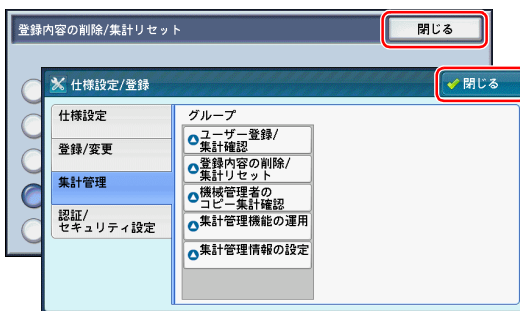 登録内容の削除/集計リセット
閉じる
仕様設定/登録
閉じる
仕様設定
登録/変更
集計管理
認証/
セキュリティ設定
グループ
ユーザー登録/
集計確認
登録内容の削除/
集計リセット
機械管理者の
コピー集計確認
集計管理機能の運用
集計管理情報の設定